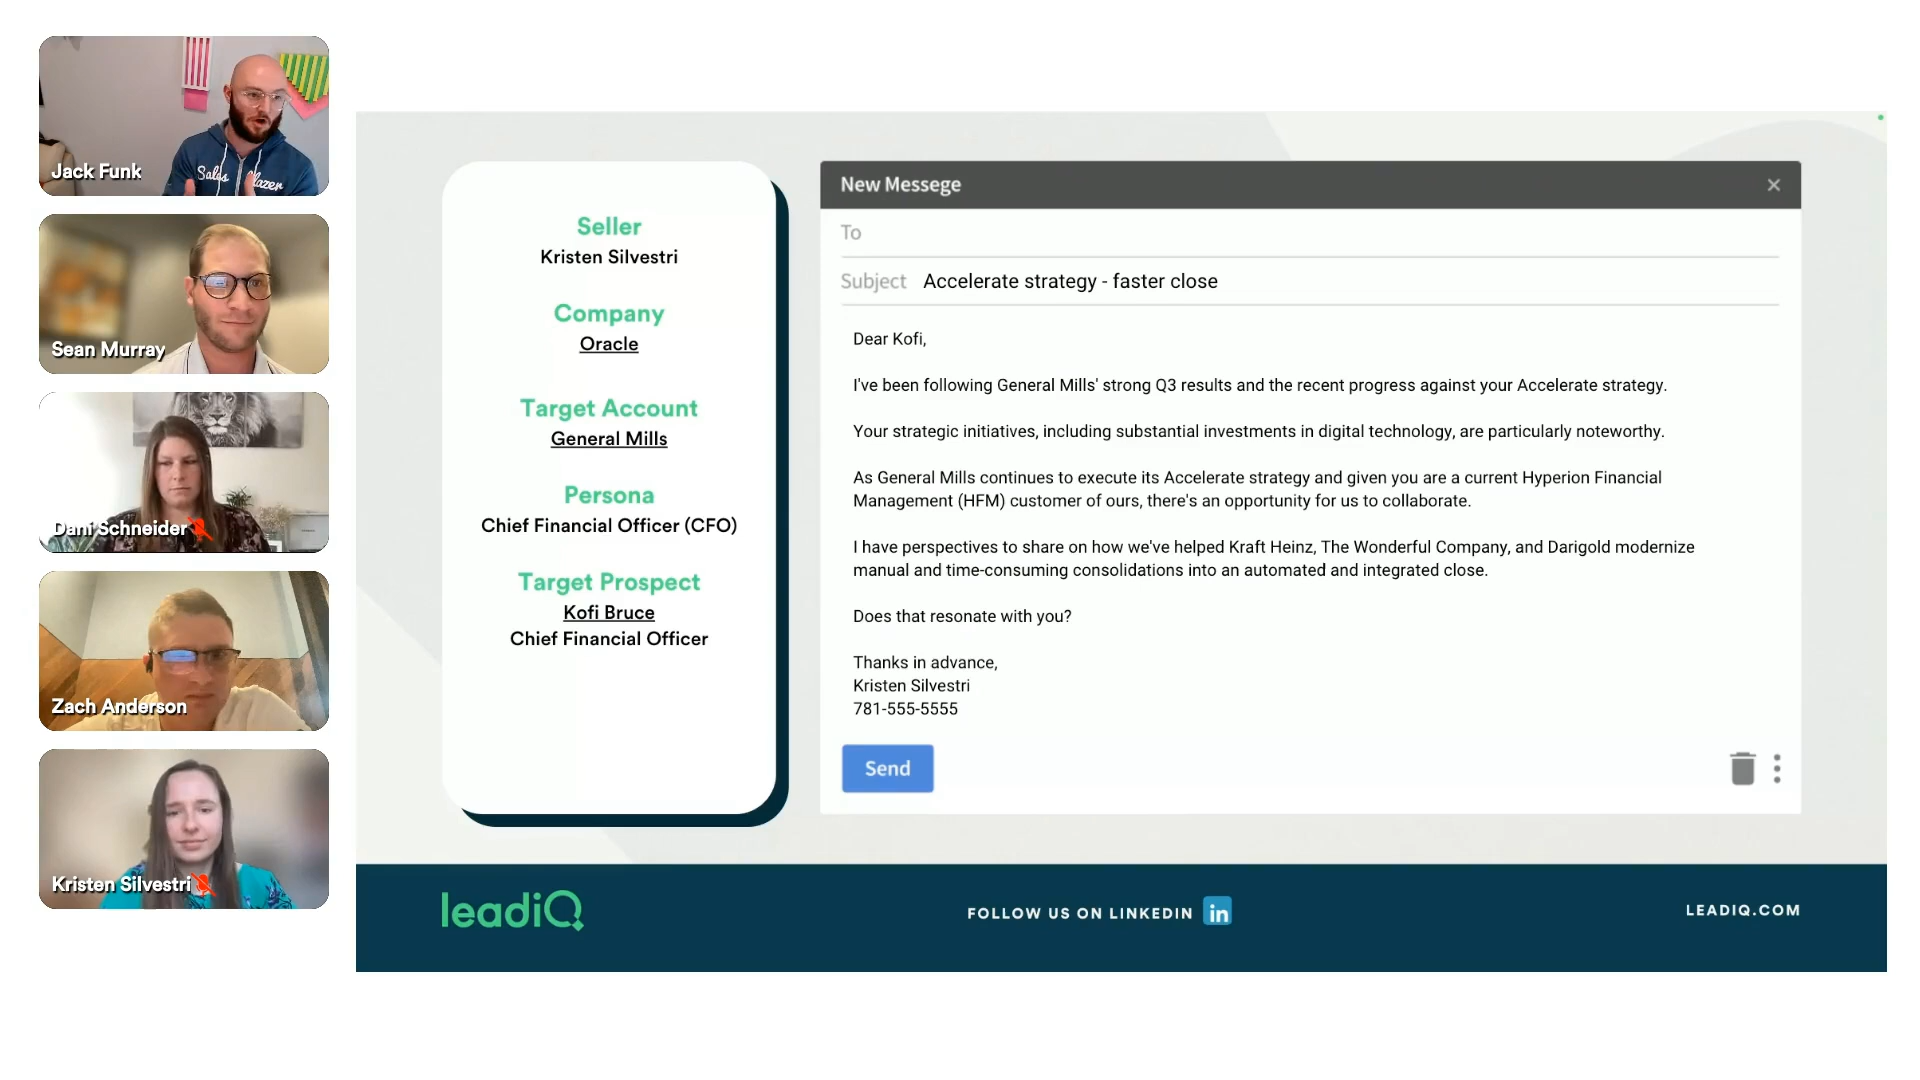 Jack Funk
Sales
lazer
Sean Murray
Dani Schneider
Zach Anderson
Kristen Silvestri
Seller
Kristen Silvestri
Company
Oracle
Target Account
General Mills
Persona
Chief Financial Officer (CFO)
Target Prospect
Kofi Bruce
Chief Financial Officer
New Messege
To
Subject Accelerate strategy - faster close
Dear Kofi,
I've been following General Mills' strong Q3 results and the recent progress against your Accelerate strategy.
Your strategic initiatives, including substantial investments in digital technology, are particularly noteworthy.
As General Mills continues to execute its Accelerate strategy and given you are a current Hyperion Financial
Management (HFM) customer of ours, there's an opportunity for us to collaborate.
I have perspectives to share on how we've helped Kraft Heinz, The Wonderful Company, and Darigold modernize
manual and time-consuming consolidations into an automated and integrated close.
Does that resonate with you?
Thanks in advance,
Kristen Silvestri
781-555-5555
Send
leadiQ
FOLLOW US ON LINKEDIN in
LEADIQ.COM